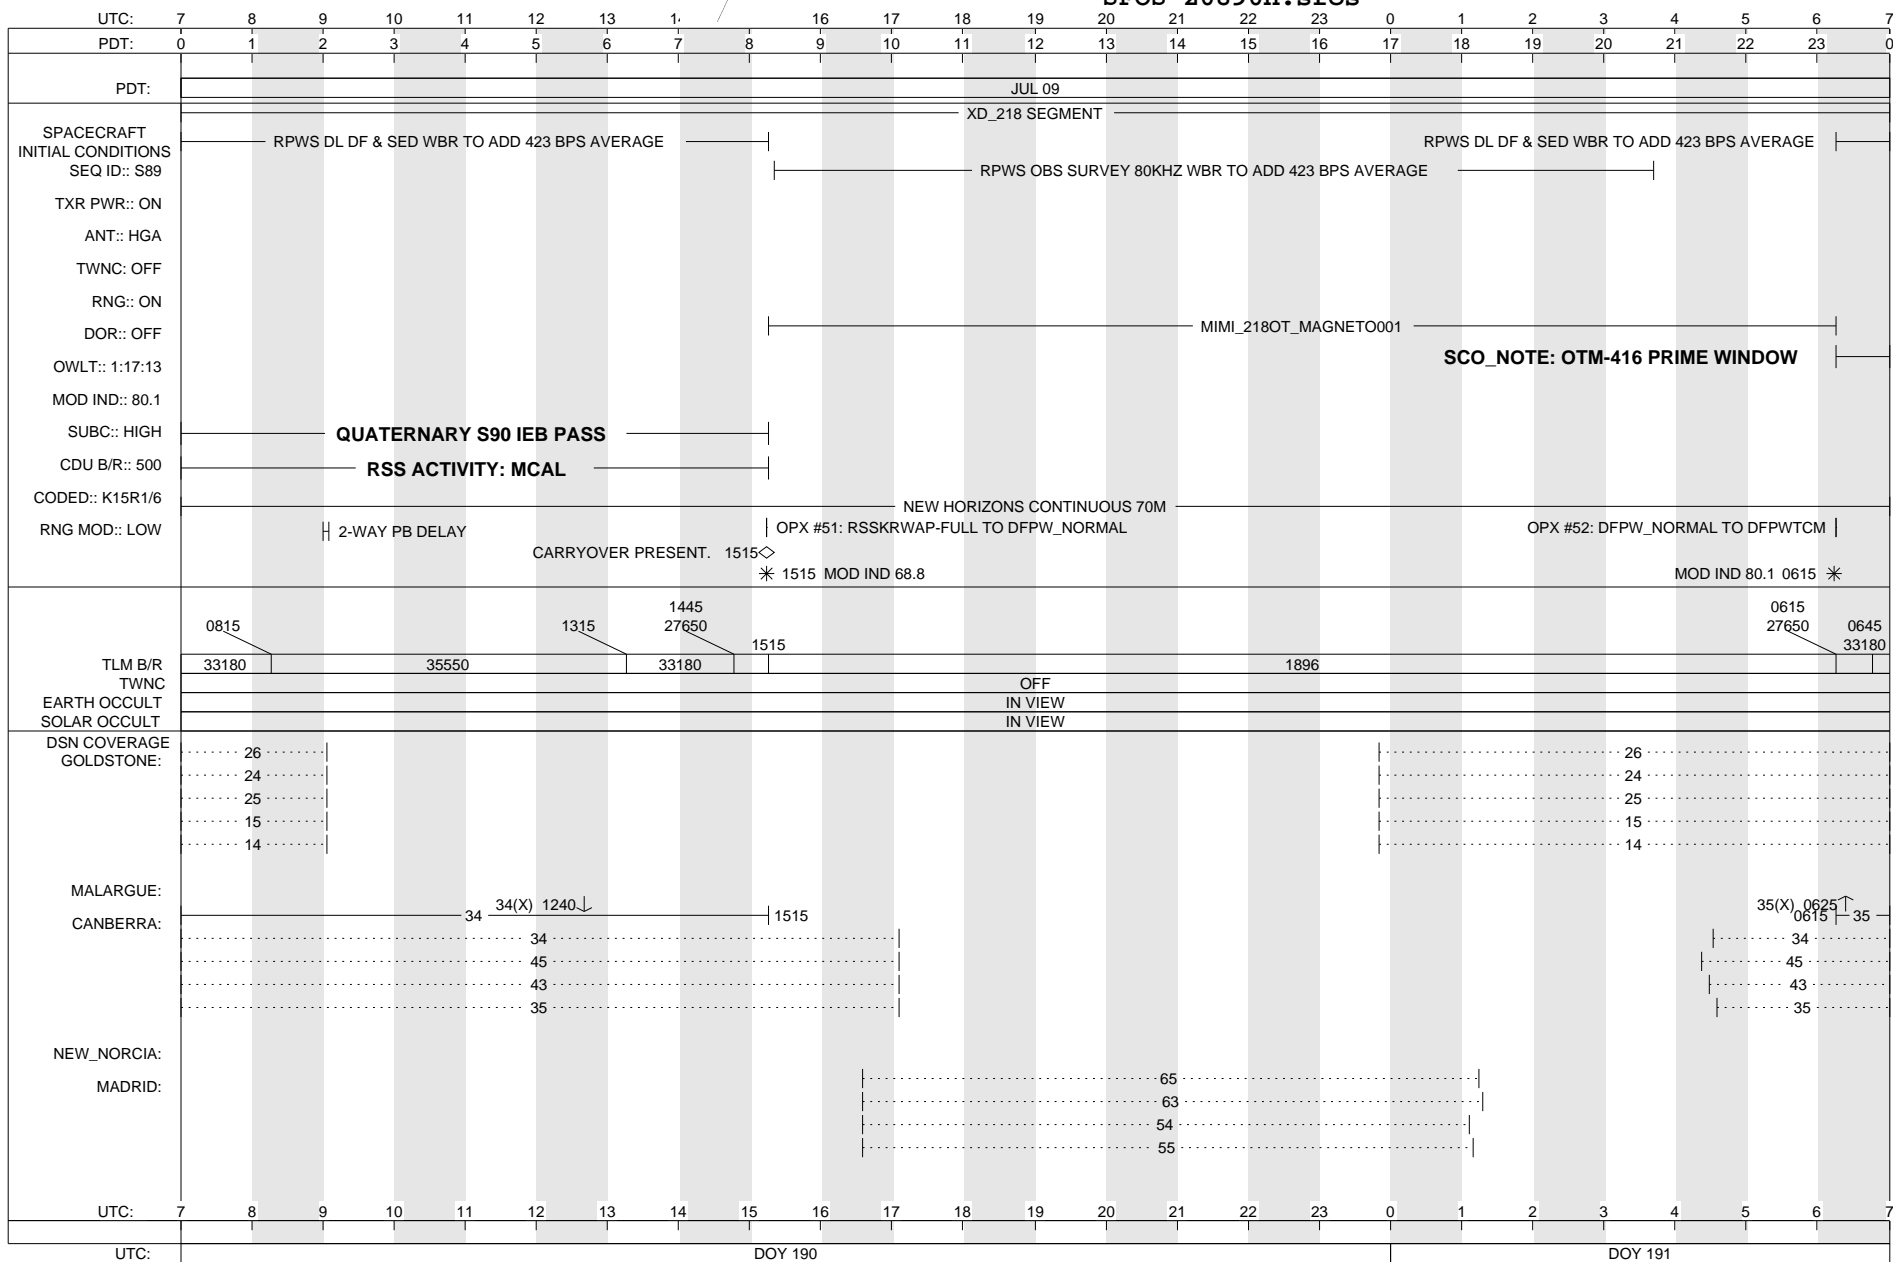 UTC: 7 8 9 10 11 12 13 16 17 18 19 20 21 22 23 0 1 2 3 4 5 6 7
PDT: 0 1 2 3 4 5 6 7 8 9 10 11 12 13 14 15 16 17 18 19 20 21 22 23 0
PDT: JUL 09
XD_218 SEGMENT
SPACECRAFT
INITIAL CONDITIONS
RPWS DL DF & SED WBR TO ADD 423 BPS AVERAGE RPWS DL DF & SED WBR TO ADD 423 BPS AVERAGE
SEQ ID:: S89 RPWS OBS SURVEY 80KHZ WBR TO ADD 423 BPS AVERAGE
TXR PWR:: ON
ANT:: HGA
TWNC: OFF
RNG:: ON
DOR:: OFF MIMI_218OT_MAGNETO001
OWLT:: 1:17:13 SCO_NOTE: OTM-416 PRIME WINDOW
MOD IND:: 80.1
SUBC:: HIGH QUATERNARY S90 IEB PASS
CDU B/R:: 500 RSS ACTIVITY: MCAL
CODED:: K15R1/6 NEW HORIZONS CONTINUOUS 70M
RNG MOD:: LOW 2-WAY PB DELAY OPX #51: RSSKRWAP-FULL TO DFPW_NORMAL OPX #52: DFPW_NORMAL TO DFPWTCM
CARRYOVER PRESENT. 1515
1515 MOD IND 68.8 MOD IND 80.1 0615
1445 0615
0815 1315 27650 27650 0645
1515 33180
TLM B/R 33180 35550 33180 1896
TWNC OFF
EARTH OCCULT IN VIEW
SOLAR OCCULT IN VIEW
DSN COVERAGE
GOLDSTONE: 26 26
24 24
25 25
15 15
14 14
MALARGUE:
34(X) 1240 35(X) 0625
CANBERRA: 34 1515 0615 35
34 34
45 45
43 43
35 35
NEW_NORCIA:
MADRID: 65
63
54
55
UTC: 7 8 9 10 11 12 13 14 15 16 17 18 19 20 21 22 23 0 1 2 3 4 5 6 7
UTC: DOY 190 DOY 191